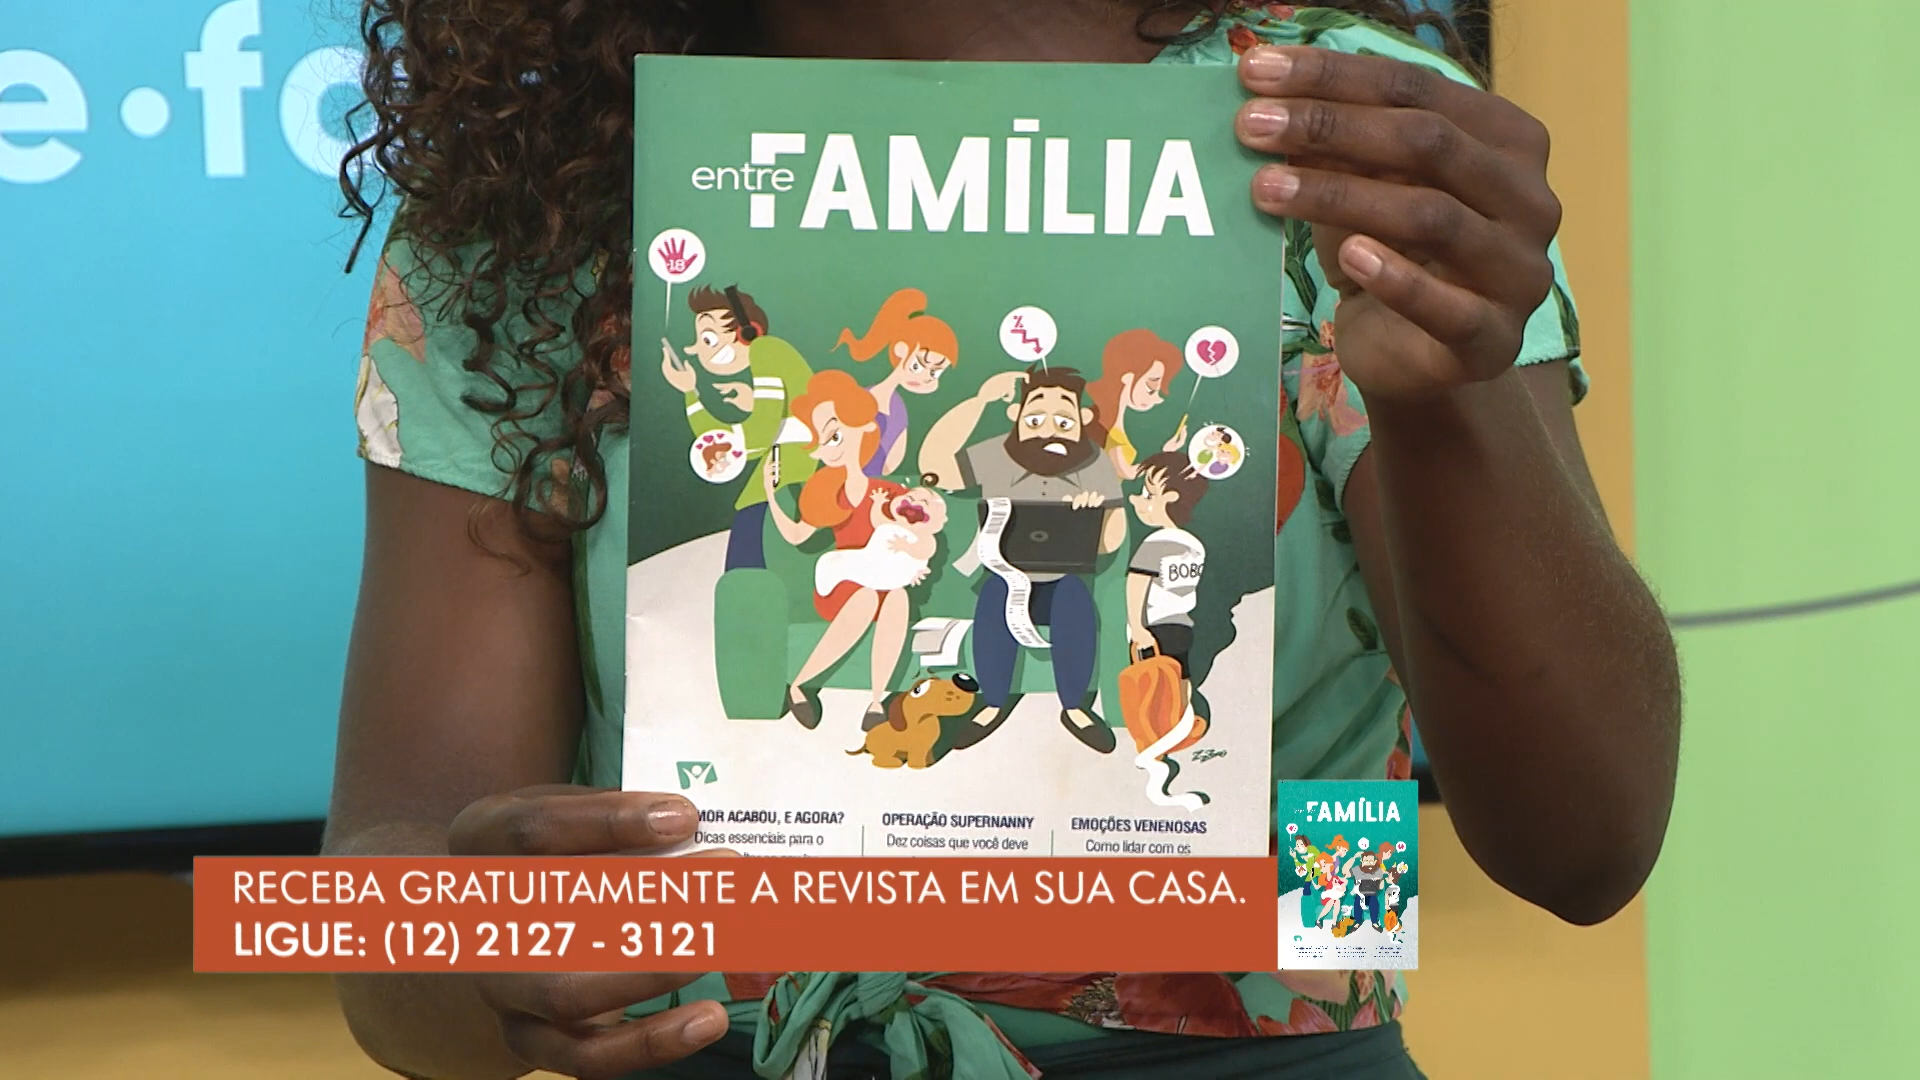 e•fo
entre FAMÍLIA
-18
%
BOBO
MOR ACABOU, E AGORA?
Dicas essenciais para o
OPERAÇÃO SUPERNANNY
Dez coisas que você deve
EMOÇÕES VENENOSAS
Como lidar com os
RECEBA GRATUITAMENTE A REVISTA EM SUA CASA.
LIGUE: (12) 2127 - 3121
FAMÍLIA